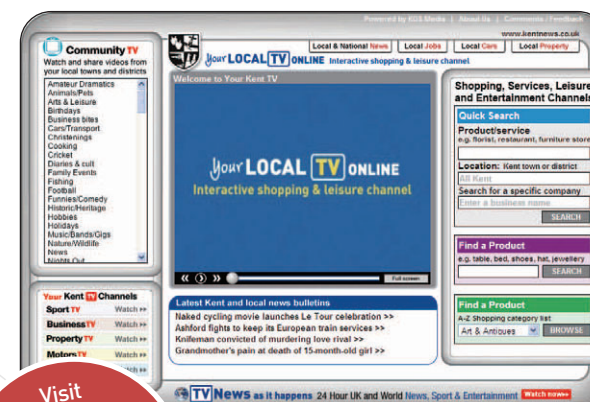 Powered by KOS Media | About Us | Comments / Feedback
www.kentnews.co.uk
Community TV
Watch and share videos from
your local towns and districts
Amateur Dramatics
Animals/Pets
Arts & Leisure
Birthdays
Business bites
Cars/Transport
Christenings
Cooking
Cricket
Diaries & cult
Family Events
Fishing
Football
Funnies/Comedy
Historic/Heritage
Hobbies
Holidays
Music/Bands/Gigs
Nature/Wildlife
News
Nights Out
Your Kent TV Channels
Sport TV Watch »
Business TV Watch »
Property TV Watch »
Motors TV Watch »
Visit
Local & National News
Local Jobs
Local Cars
Local Property
Your LOCAL TV ONLINE Interactive shopping & leisure channel
Welcome to Your Kent TV
Your LOCAL TV ONLINE
Interactive shopping & leisure channel
Full screen
Latest Kent and local news bulletins
Naked cycling movie launches Le Tour celebration >>
Ashford fights to keep its European train services >>
Knifeman convicted of murdering love rival >>
Grandmother's pain at death of 15-month-old girl >>
TV News as it happens 24 Hour UK and World News, Sport & Entertainment Watch now»
Shopping, Services, Leisure
and Entertainment Channels
Quick Search
Product/service
e.g. florist, restaurant, furniture store
Location: Kent town or district
All Kent
Search for a specific company
Enter a business name
SEARCH
Find a Product
e.g. table, bed, shoes, hat, jewellery
SEARCH
Find a Product
A-Z Shopping category list
Art & Antiques
BROWSE